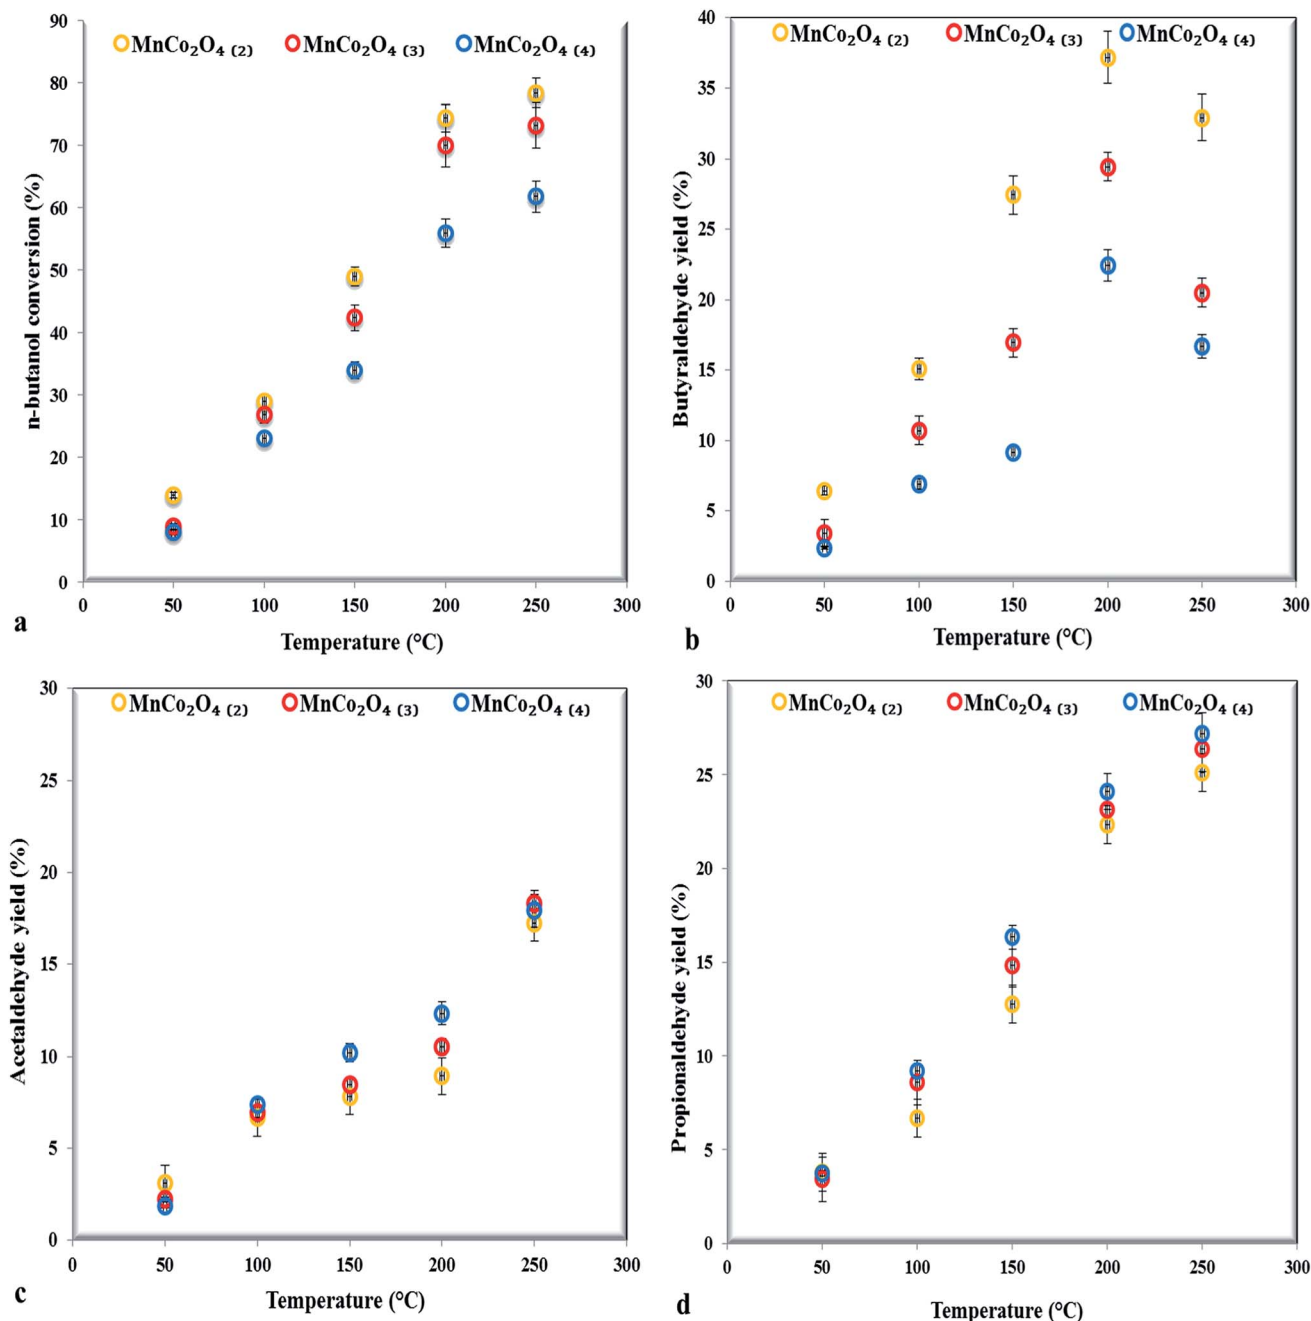 n-butanol conversion (%)
90
80
70
60
50
40
30
20
10
0
MnCo₂O₄ (2) MnCo₂O₄ (3) MnCo₂O₄ (4)
0 50 100 150 200 250 300
Temperature (°C)
a
Butyraldehyde yield (%)
40
35
30
25
20
15
10
5
0
MnCo₂O₄ (2) MnCo₂O₄ (3) MnCo₂O₄ (4)
0 50 100 150 200 250 300
Temperature (°C)
b
Acetaldehyde yield (%)
30
25
20
15
10
5
0
MnCo₂O₄ (2) MnCo₂O₄ (3) MnCo₂O₄ (4)
0 50 100 150 200 250 300
Temperature (°C)
c
Propionaldehyde yield (%)
30
25
20
15
10
5
0
MnCo₂O₄ (2) MnCo₂O₄ (3) MnCo₂O₄ (4)
0 50 100 150 200 250 300
Temperature (°C)
d